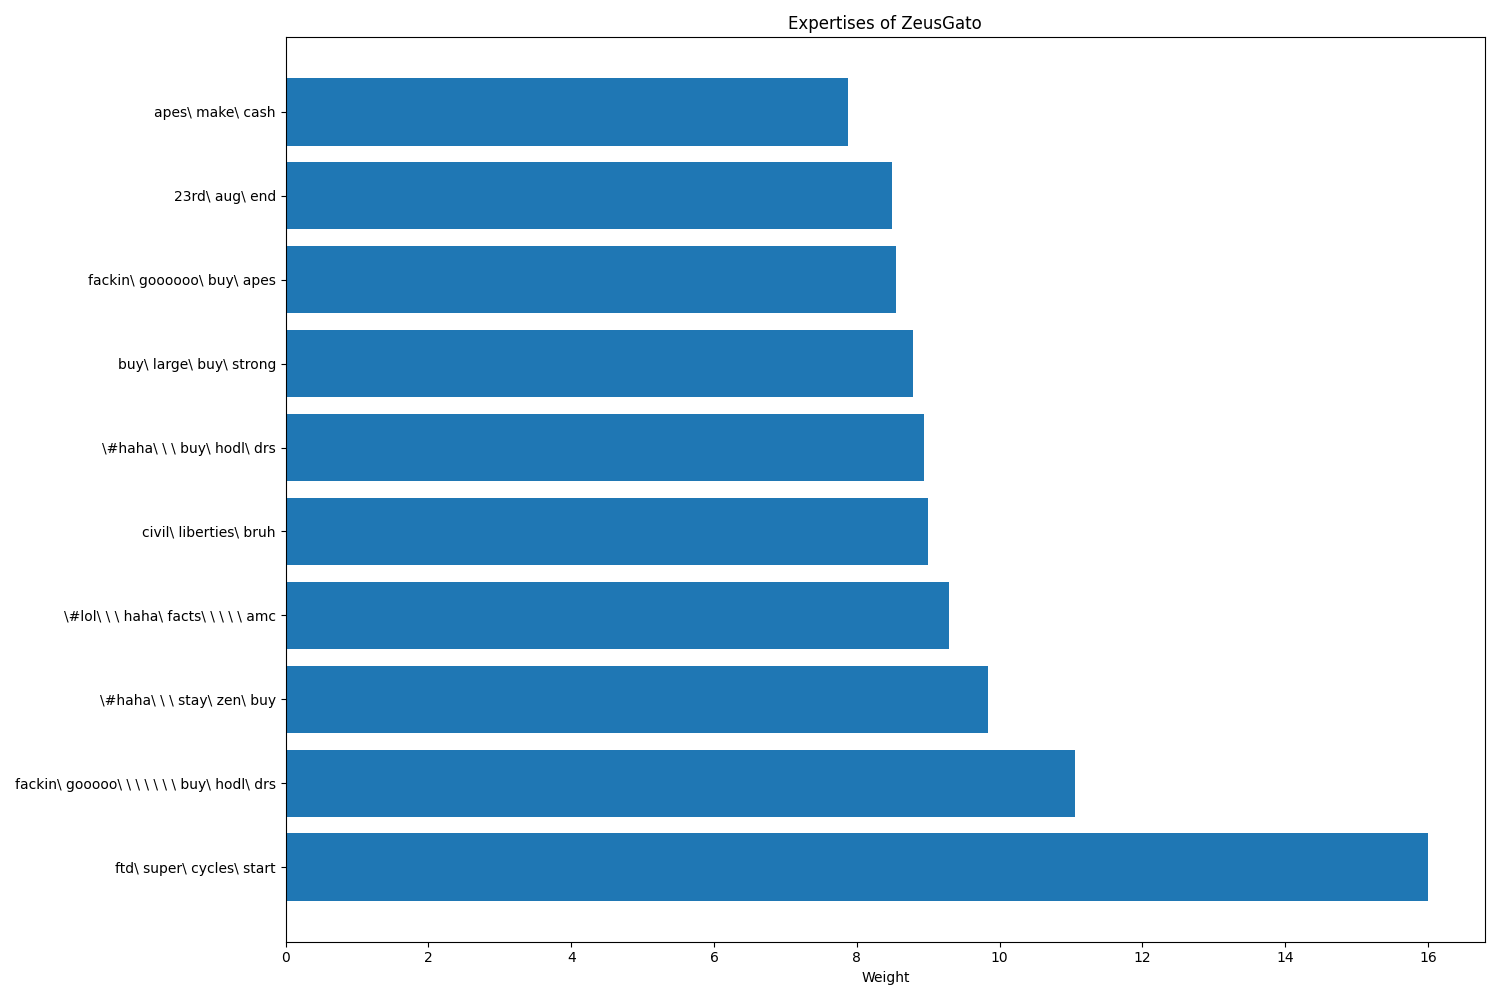 Expertises of ZeusGato
apes\ make\ cash
23rd\ aug\ end
fackin\ goooooo\ buy\ apes
buy\ large\ buy\ strong
\#haha\ \ \ buy\ hodl\ drs
civil\ liberties\ bruh
\#lol\ \ \ haha\ facts\ \ \ \ \ amc
\#haha\ \ \ stay\ zen\ buy
fackin\ gooooo\ \ \ \ \ \ \ buy\ hodl\ drs
ftd\ super\ cycles\ start
0 2 4 6 8 10 12 14 16
Weight